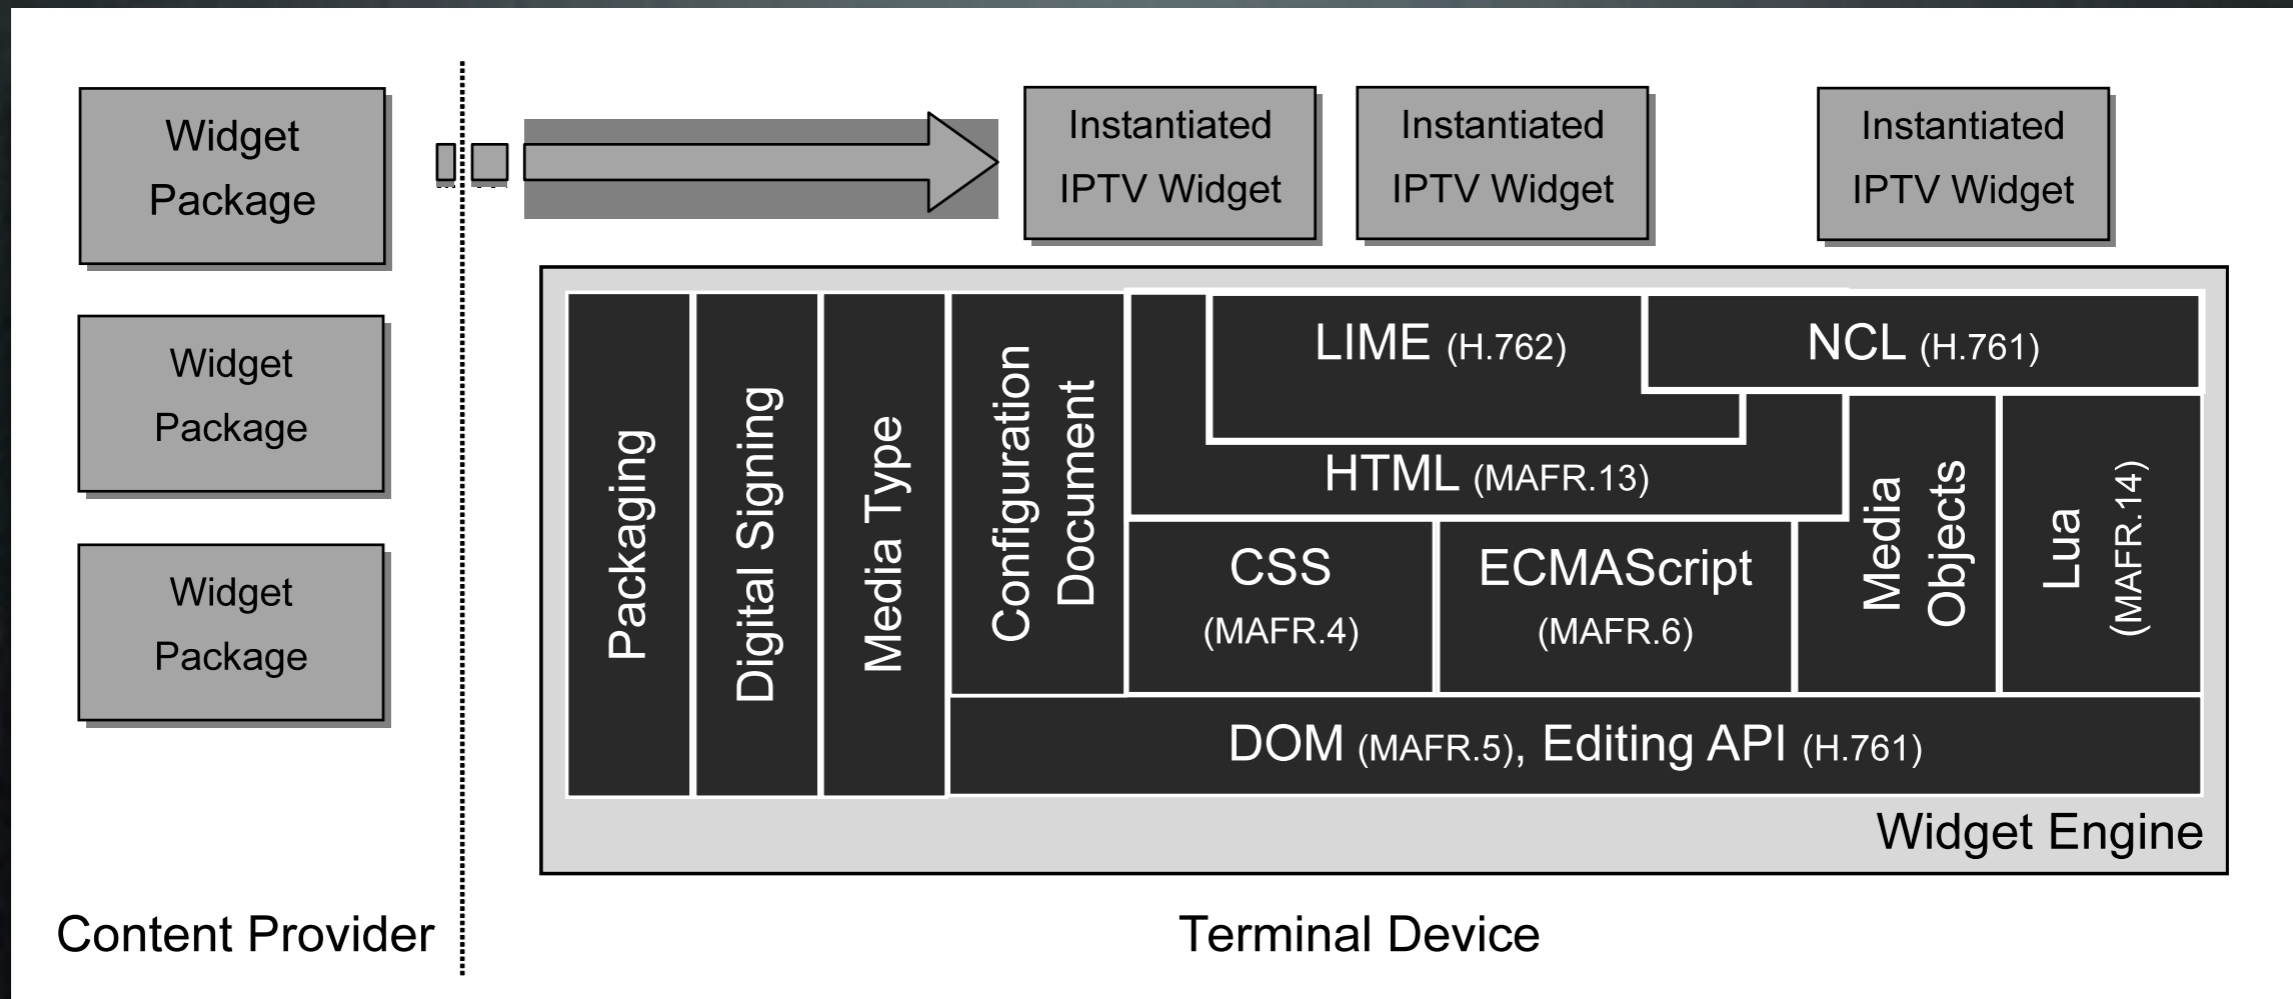 Widget
Package
Widget
Package
Widget
Package
Content Provider
Instantiated
IPTV Widget
Instantiated
IPTV Widget
Instantiated
IPTV Widget
Packaging
Digital Signing
Media Type
Configuration
Document
LIME (H.762)
NCL (H.761)
HTML (MAFR.13)
CSS
(MAFR.4)
ECMAScript
(MAFR.6)
Media
Objects
Lua
(MAFR.14)
DOM (MAFR.5), Editing API (H.761)
Widget Engine
Terminal Device